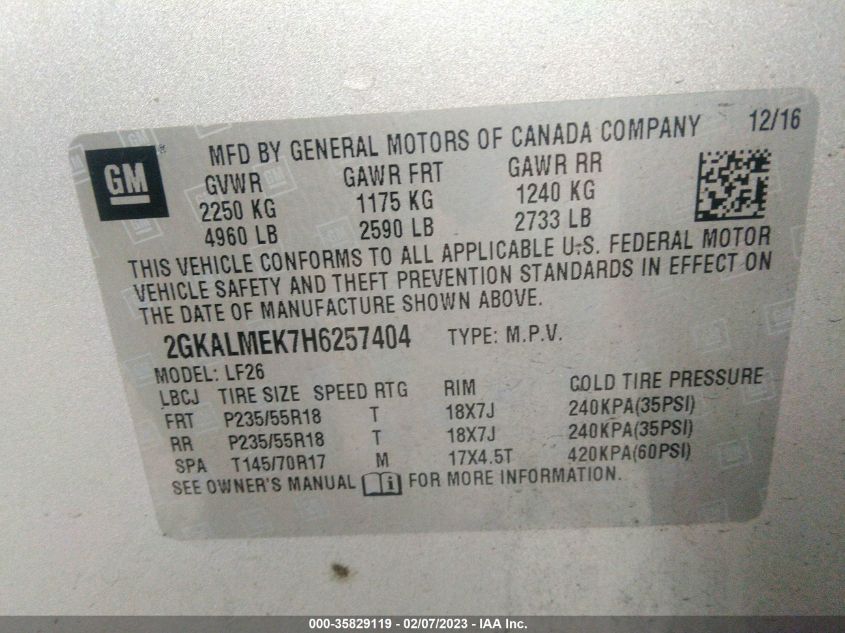 GM
MFD BY GENERAL MOTORS OF CANADA COMPANY 12/16
GVWR GAWR FRT GAWR RR
2250 KG 1175 KG 1240 KG
4960 LB 2590 LB 2733 LB
THIS VEHICLE CONFORMS TO ALL APPLICABLE U.S. FEDERAL MOTOR
VEHICLE SAFETY AND THEFT PREVENTION STANDARDS IN EFFECT ON
THE DATE OF MANUFACTURE SHOWN ABOVE.
2GKALMEK7H6257404 TYPE: M.P.V.
MODEL: LF26
LBCJ TIRE SIZE SPEED RTG RIM COLD TIRE PRESSURE
FRT P235/55R18 T 18X7J 240KPA(35PSI)
RR P235/55R18 T 18X7J 240KPA(35PSI)
SPA T145/70R17 M 17X4.5T 420KPA(60PSI)
SEE OWNER'S MANUAL FOR MORE INFORMATION.
000-35829119 - 02/07/2023 - IAA Inc.